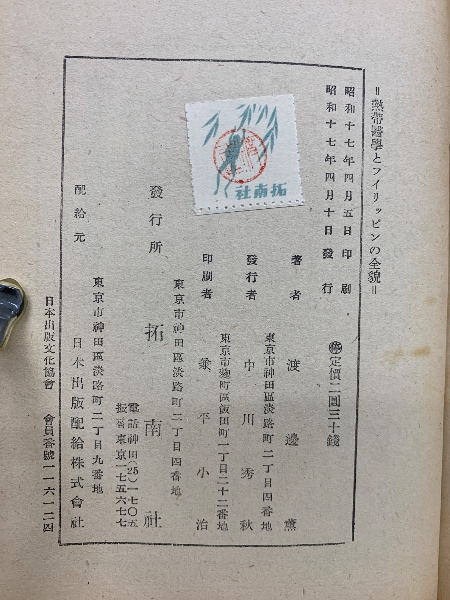 ＝熱帶醫學とフイリッピンの全貌＝
昭和十七年四月五日印刷
昭和十七年四月十日發行
㊕定價二圓三十錢
著者 渡邊薫
東京市神田區淡路町二丁目四番地
發行者 中川秀秋
東京市麴町區飯田町一丁目二十二番地
印刷者 兼平小治
東京市神田區淡路町二丁目四番地
發行所 拓南社
電話神田(25)一七〇五
振替東京一七五六七七
東京市神田區淡路町二丁目九番地
配給元 日本出版配給株式會社
日本出版文化協會 會員番號一一六一二四
拓南社